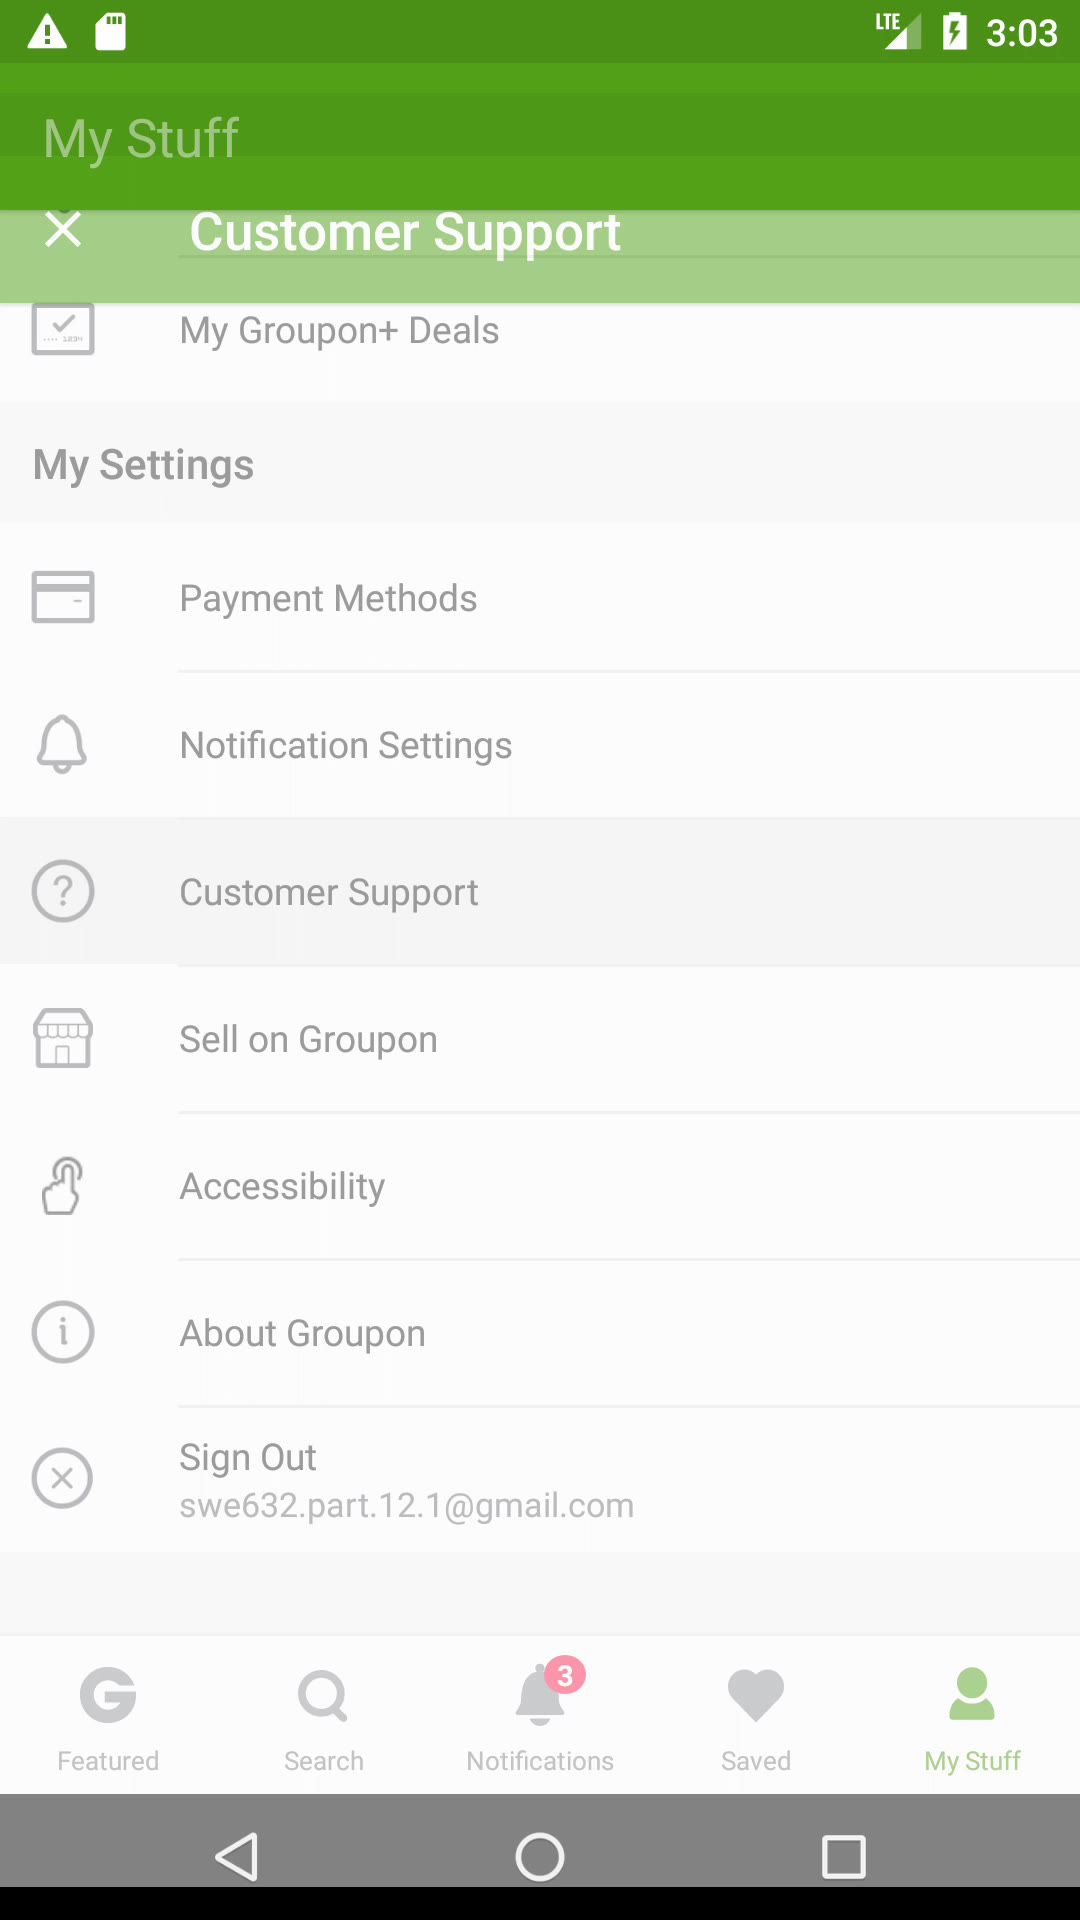 LTE 3:03
My Stuff
Customer Support
My Groupon+ Deals
My Settings
Payment Methods
Notification Settings
? Customer Support
Sell on Groupon
Accessibility
i About Groupon
Sign Out
swe632.part.12.1@gmail.com
3
Featured Search Notifications Saved My Stuff